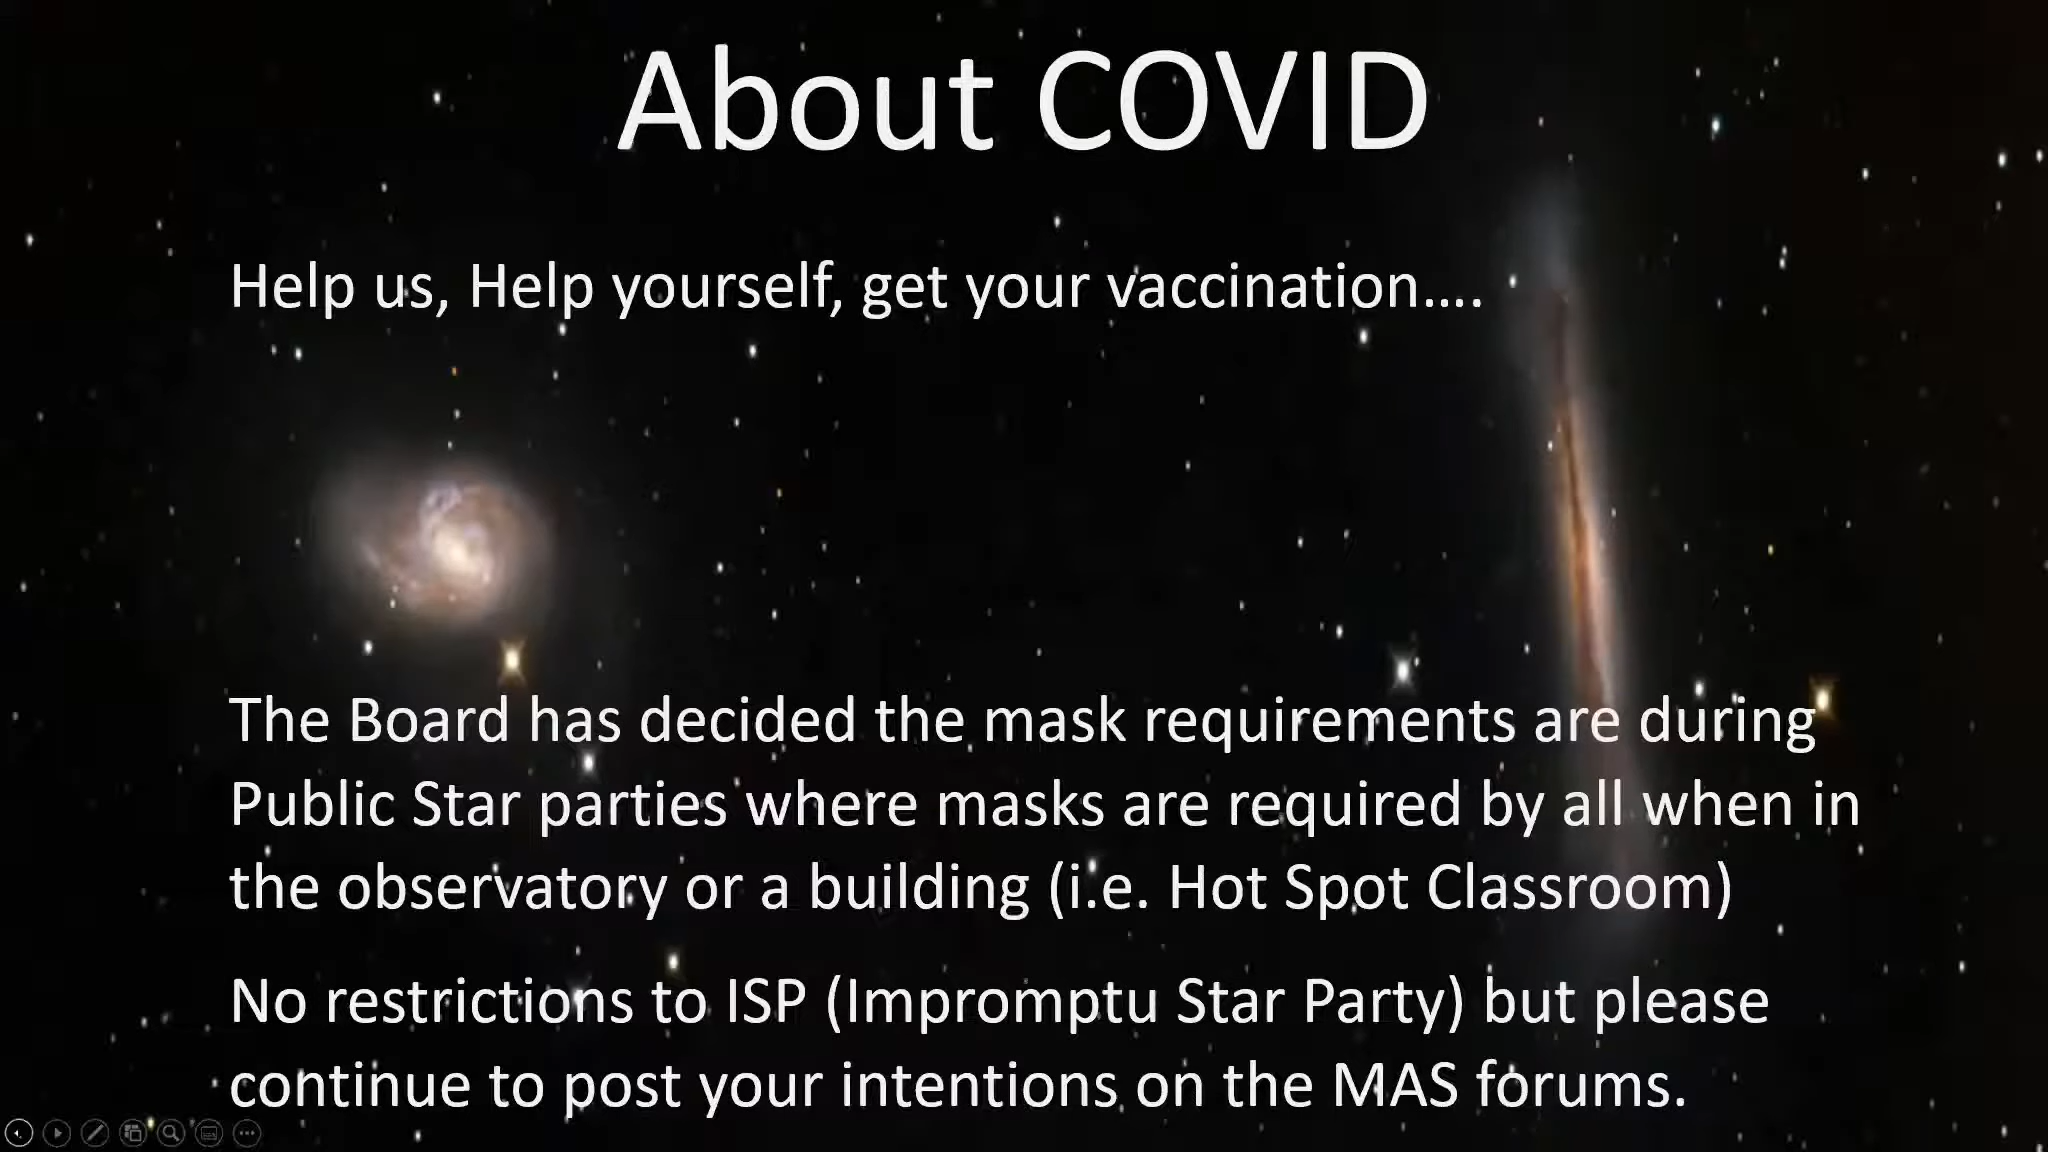 About COVID
Help us, Help yourself, get your vaccination....
The Board has decided the mask requirements are during
Public Star parties where masks are required by all when in
the observatory or a building (i.e. Hot Spot Classroom)
No restrictions to ISP (Impromptu Star Party) but please
continue to post your intentions on the MAS forums.